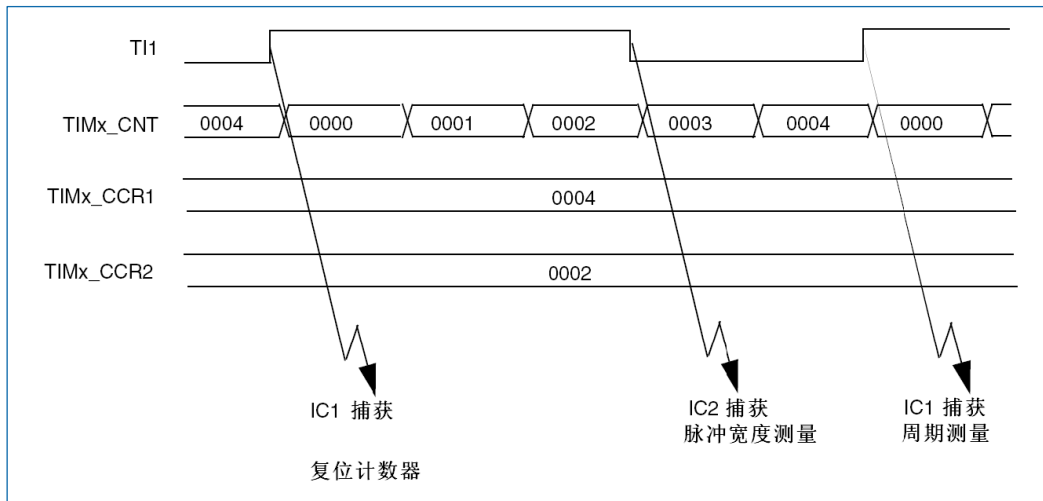 TI1
TIMx_CNT 0004 0000 0001 0002 0003 0004 0000
TIMx_CCR1 0004
TIMx_CCR2 0002
IC1 捕获
复位计数器
IC2 捕获
脉冲宽度测量
IC1 捕获
周期测量